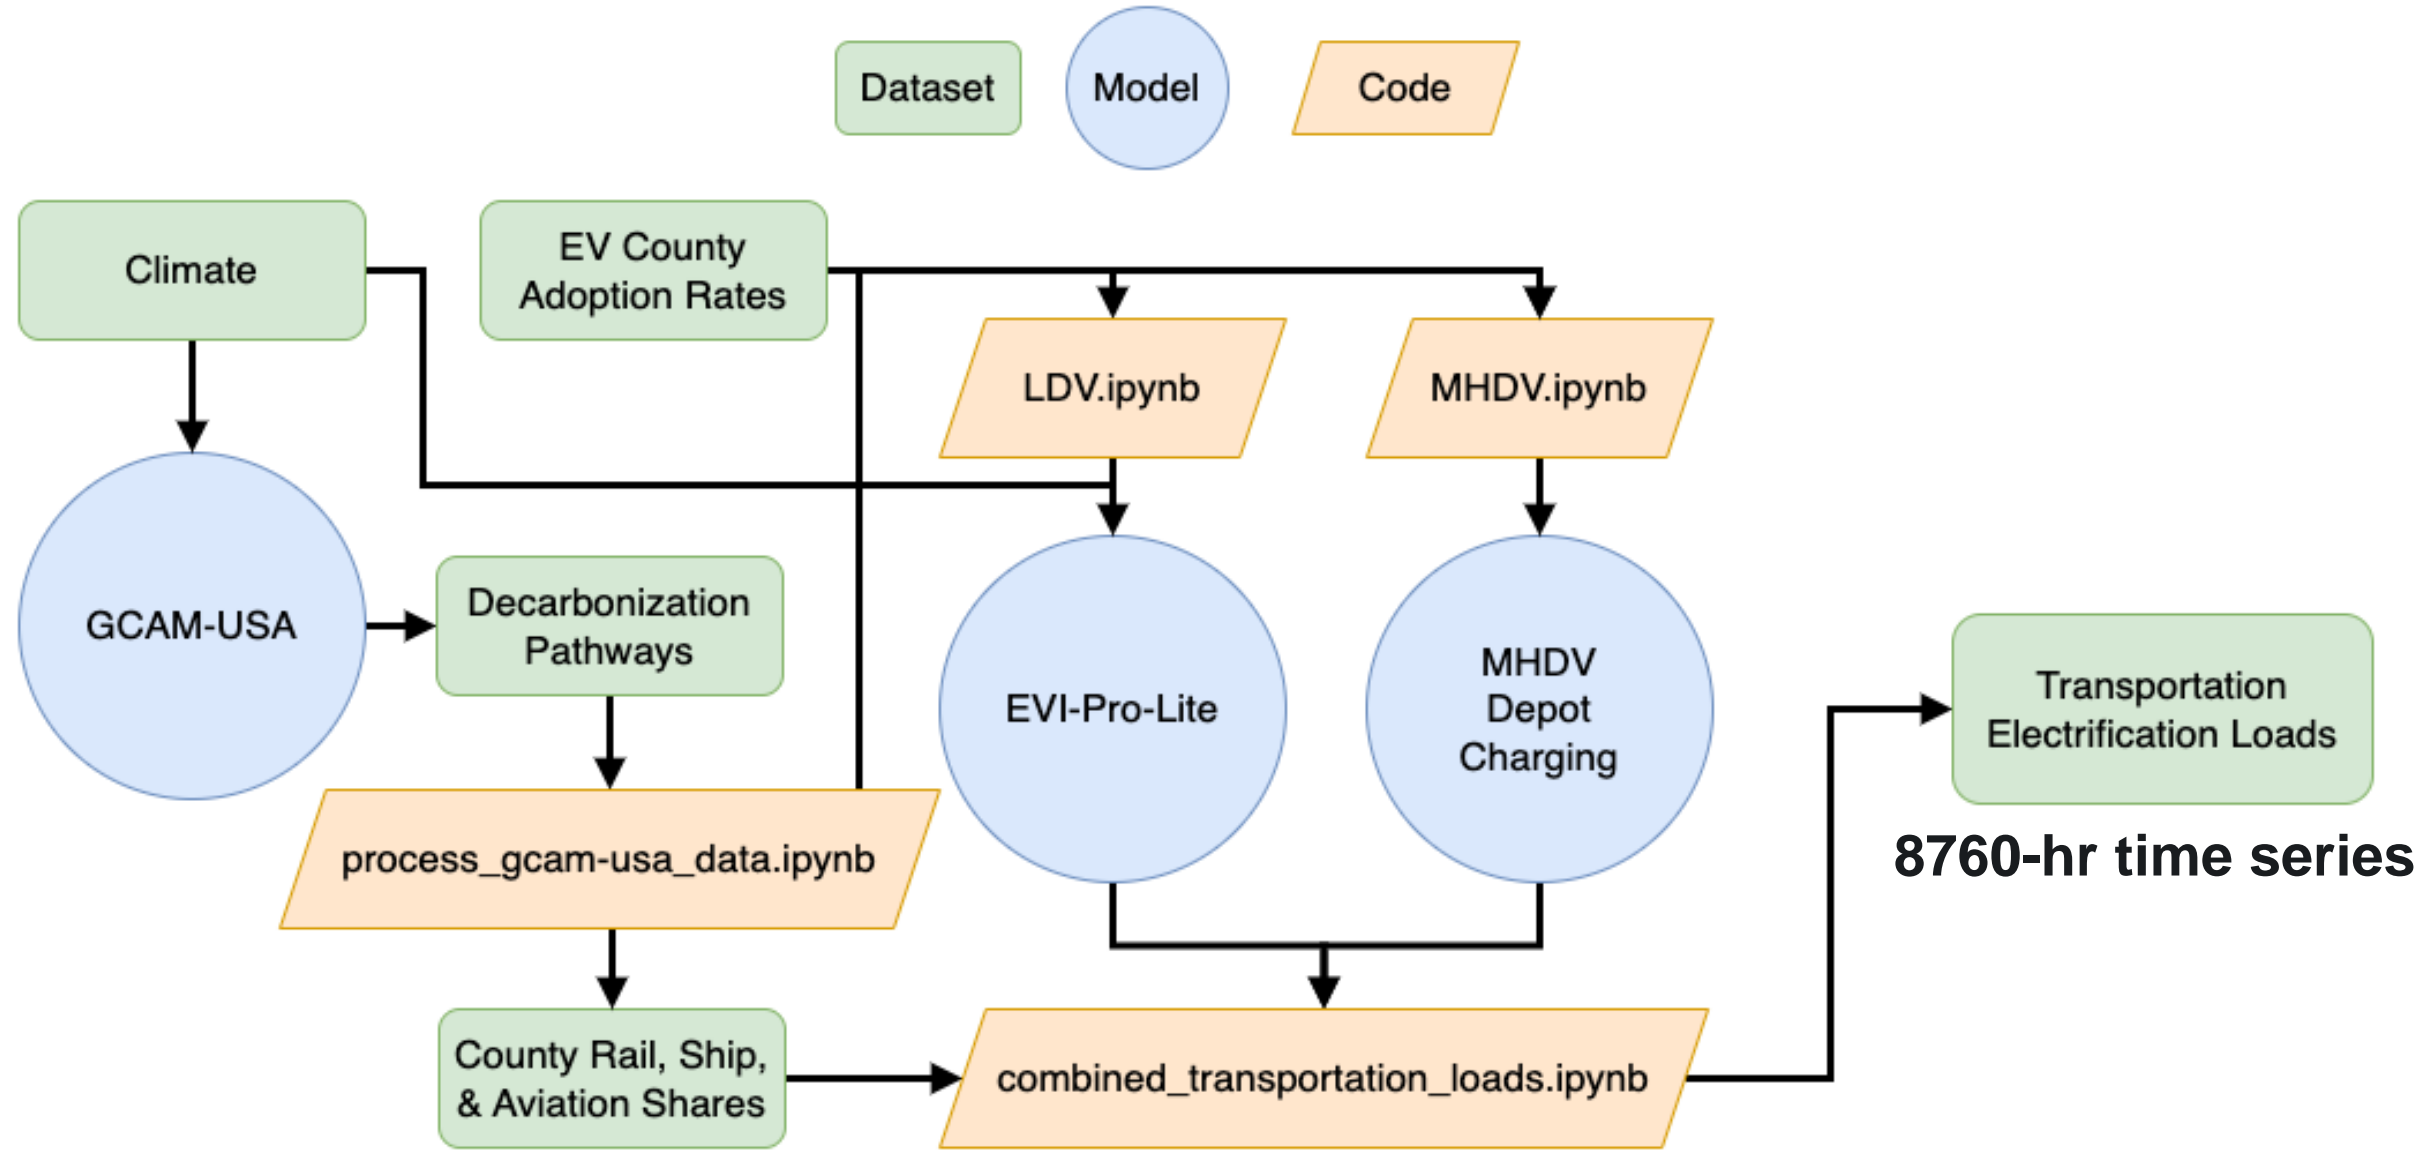 Dataset
Model
Code
Climate
EV County
Adoption Rates
LDV.ipynb
MHDV.ipynb
GCAM-USA
Decarbonization
Pathways
EVI-Pro-Lite
MHDV
Depot
Charging
Transportation
Electrification Loads
8760-hr time series
process_gcam-usa_data.ipynb
County Rail, Ship,
& Aviation Shares
combined_transportation_loads.ipynb